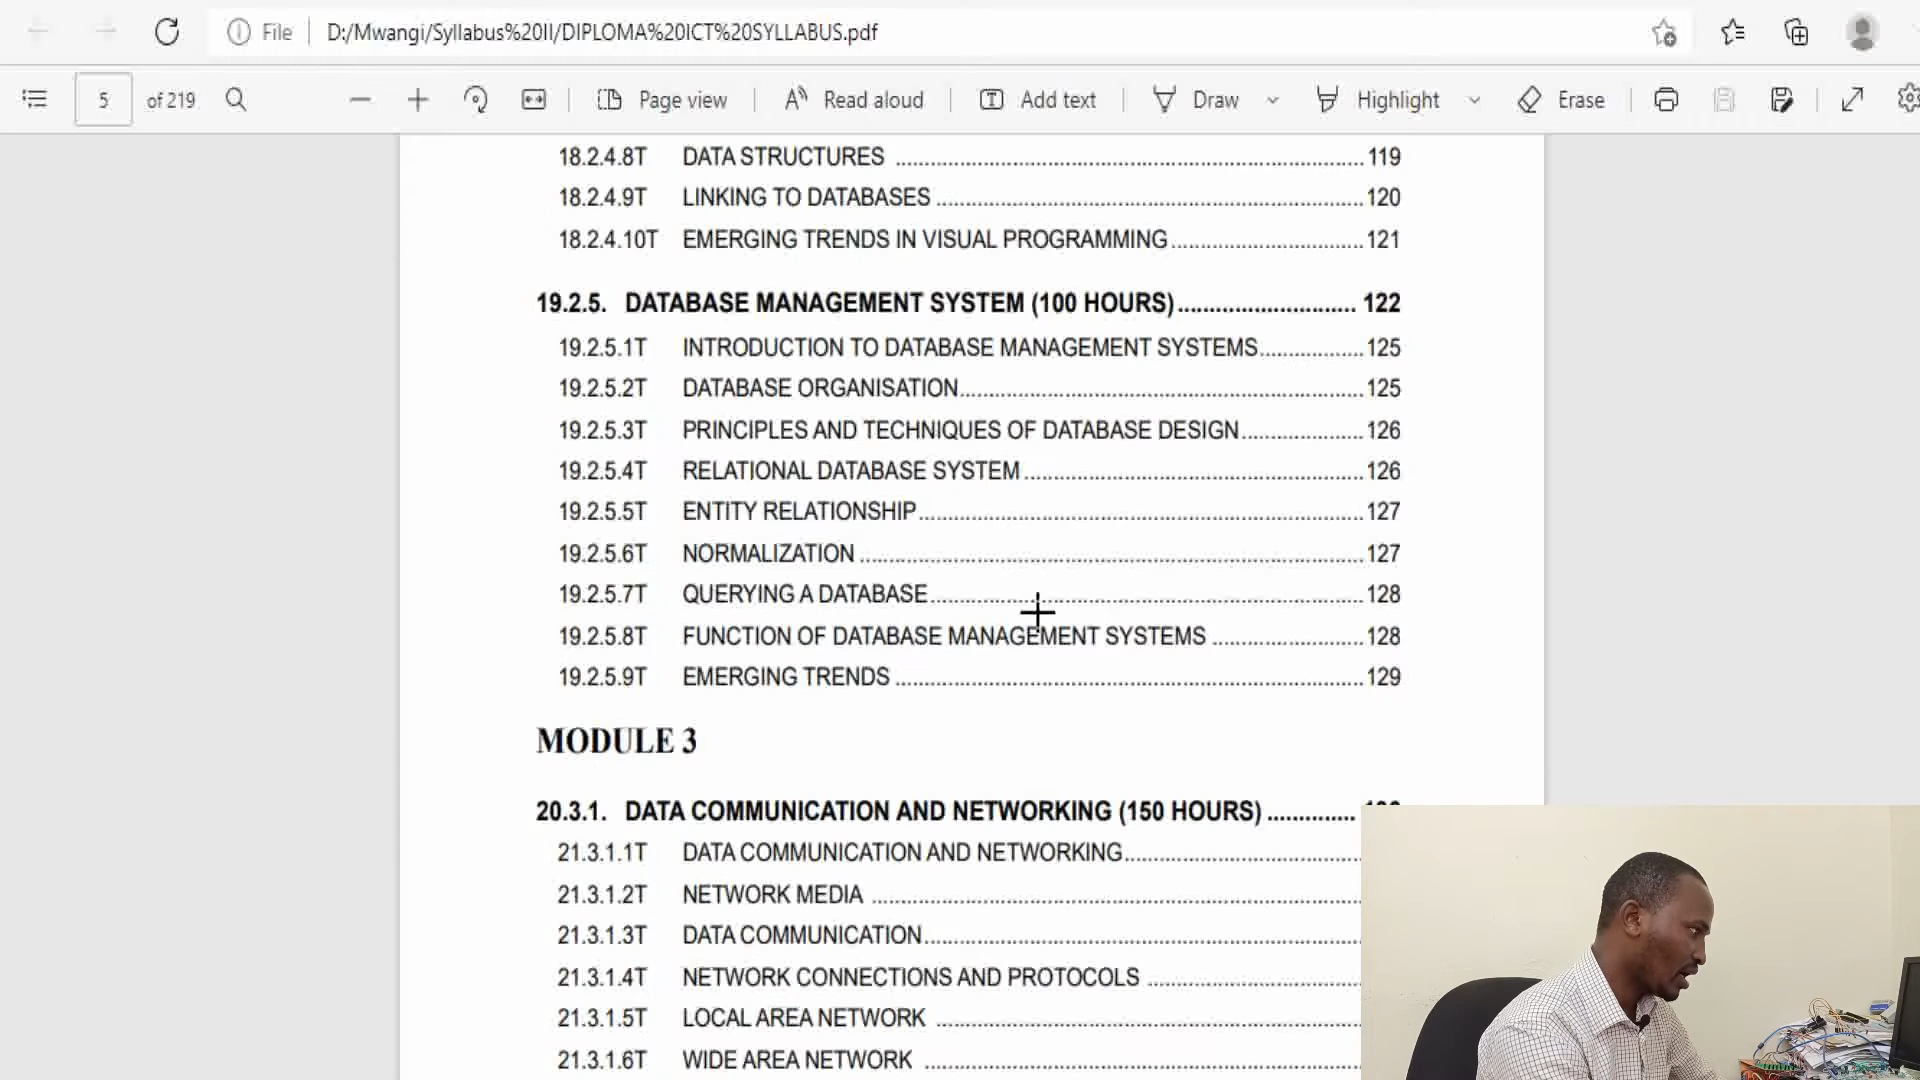 File D:/Mwangi/Syllabus%20II/DIPLOMA%20ICT%20SYLLABUS.pdf
5 of 219 Page view Read aloud Add text Draw Highlight Erase
18.2.4.8T DATA STRUCTURES ........ 119
18.2.4.9T LINKING TO DATABASES ........ 120
18.2.4.10T EMERGING TRENDS IN VISUAL PROGRAMMING ........ 121
19.2.5. DATABASE MANAGEMENT SYSTEM (100 HOURS) ........ 122
19.2.5.1T INTRODUCTION TO DATABASE MANAGEMENT SYSTEMS ........ 125
19.2.5.2T DATABASE ORGANISATION ........ 125
19.2.5.3T PRINCIPLES AND TECHNIQUES OF DATABASE DESIGN ........ 126
19.2.5.4T RELATIONAL DATABASE SYSTEM ........ 126
19.2.5.5T ENTITY RELATIONSHIP ........ 127
19.2.5.6T NORMALIZATION ........ 127
19.2.5.7T QUERYING A DATABASE ........ 128
19.2.5.8T FUNCTION OF DATABASE MANAGEMENT SYSTEMS ........ 128
19.2.5.9T EMERGING TRENDS ........ 129
MODULE 3
20.3.1. DATA COMMUNICATION AND NETWORKING (150 HOURS) ........
21.3.1.1T DATA COMMUNICATION AND NETWORKING ........
21.3.1.2T NETWORK MEDIA ........
21.3.1.3T DATA COMMUNICATION ........
21.3.1.4T NETWORK CONNECTIONS AND PROTOCOLS ........
21.3.1.5T LOCAL AREA NETWORK ........
21.3.1.6T WIDE AREA NETWORK ........